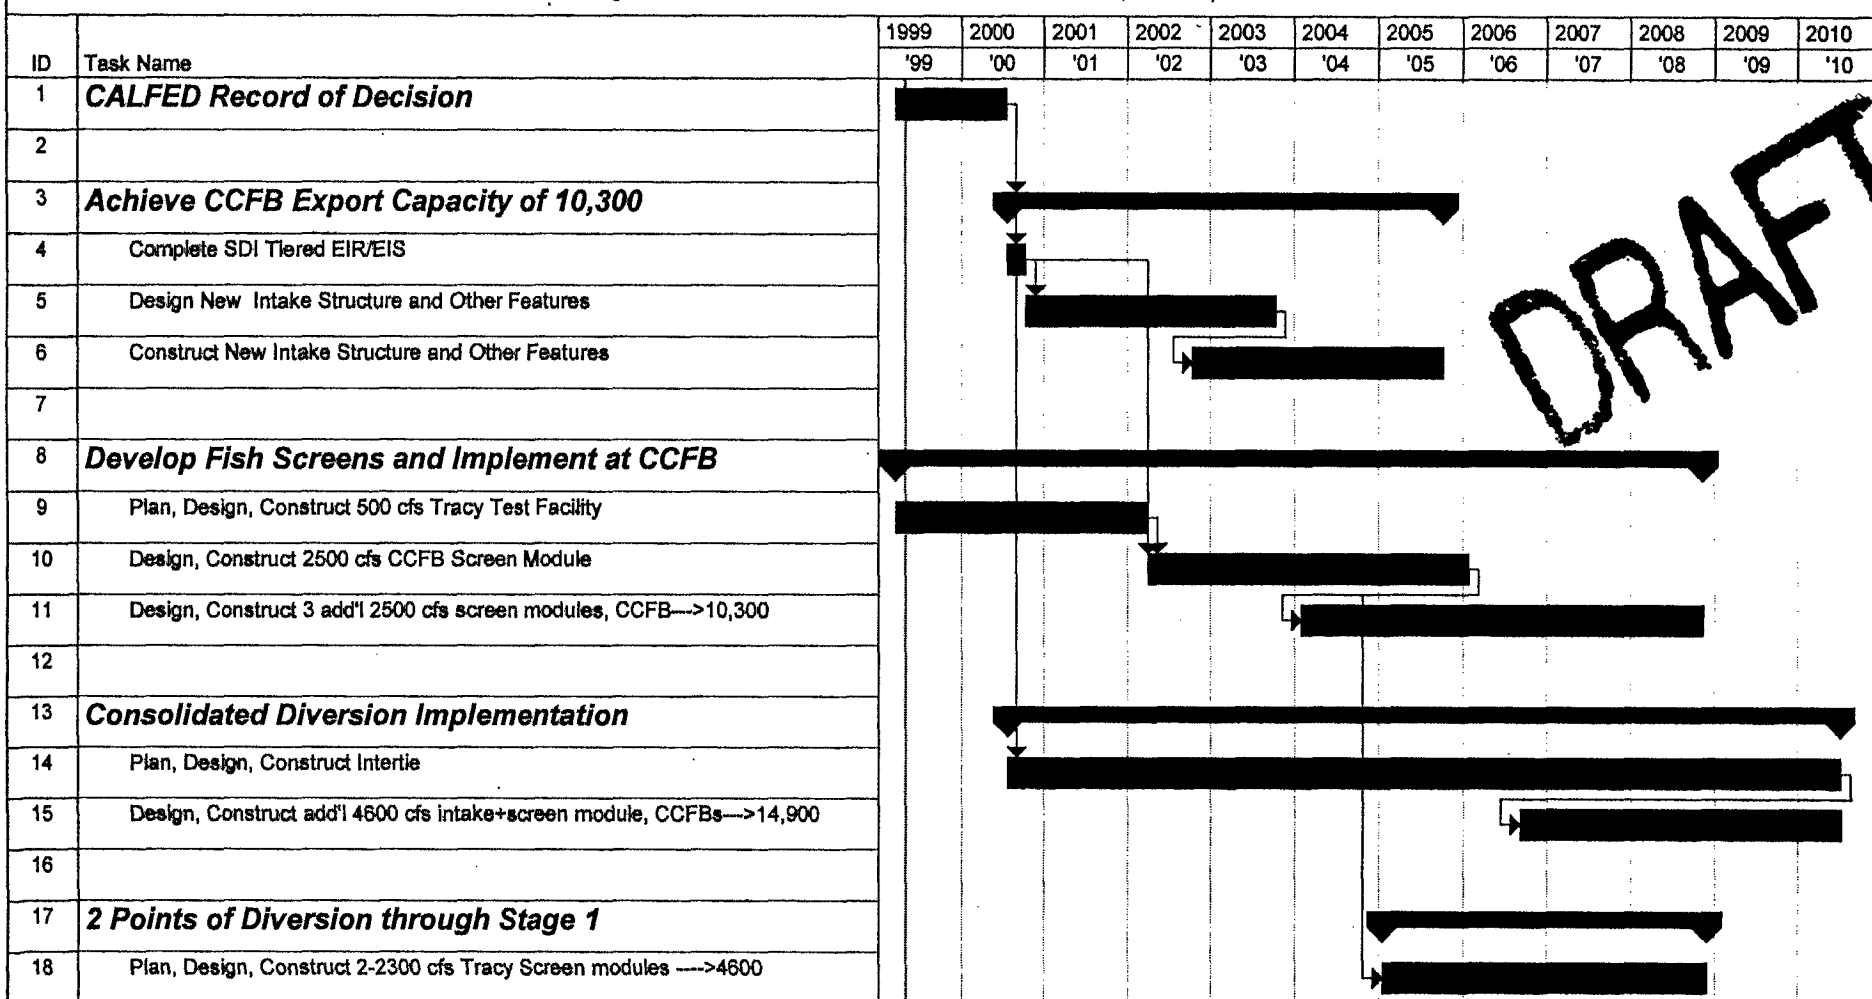 1999 2000 2001 2002 2003 2004 2005 2006 2007 2008 2009 2010
ID Task Name '99 '00 '01 '02 '03 '04 '05 '06 '07 '08 '09 '10
1 CALFED Record of Decision
2
3 Achieve CCFB Export Capacity of 10,300
4 Complete SDI Tiered EIR/EIS
5 Design New Intake Structure and Other Features
6 Construct New Intake Structure and Other Features
7
8 Develop Fish Screens and Implement at CCFB
9 Plan, Design, Construct 500 cfs Tracy Test Facility
10 Design, Construct 2500 cfs CCFB Screen Module
11 Design, Construct 3 add'l 2500 cfs screen modules, CCFB--->10,300
12
13 Consolidated Diversion Implementation
14 Plan, Design, Construct Intertie
15 Design, Construct add'l 4600 cfs intake+screen module, CCFBs--->14,900
16
17 2 Points of Diversion through Stage 1
18 Plan, Design, Construct 2-2300 cfs Tracy Screen modules ---->4600
DRAFT